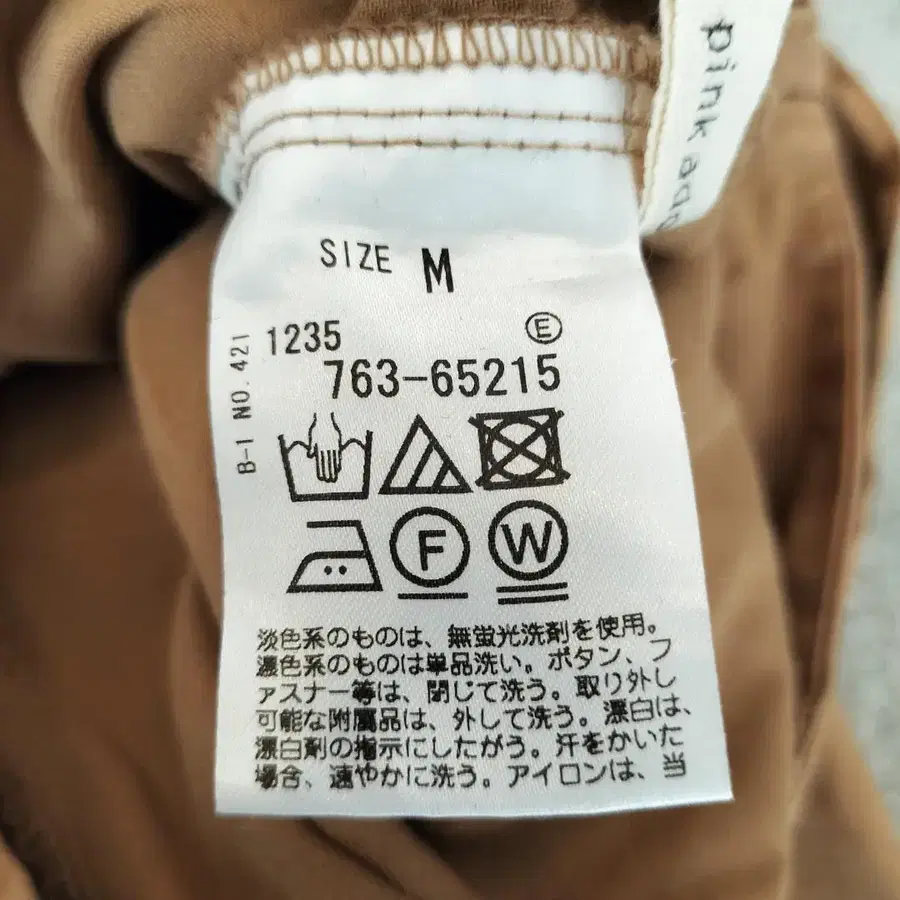 pink
SIZE M
1235 E
763-65215
B-1 NO.421
F W
淡色系のものは、無蛍光洗剤を使用。
濃色系のものは単品洗い。ボタン、フ
ァスナー等は、閉じて洗う。取り外し
可能な附属品は、外して洗う。漂白は、
漂白剤の指示にしたがう。汗をかいた
場合、速やかに洗う。アイロンは、当